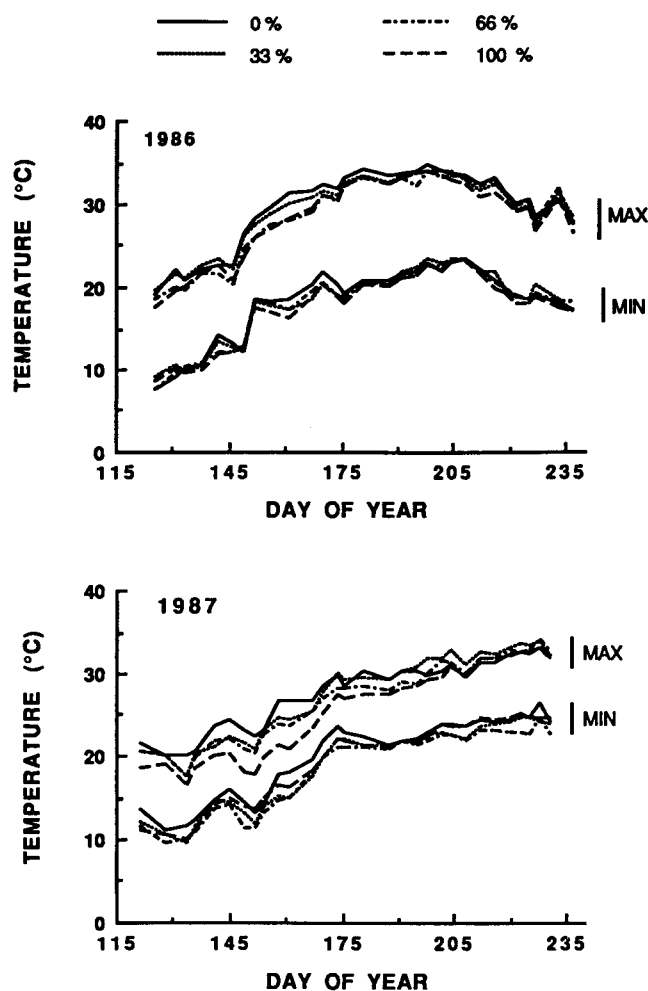 0 % 66 %
33 % 100 %
1986
TEMPERATURE (°C)
40
30
20
10
0
MAX
MIN
115 145 175 205 235
DAY OF YEAR
1987
TEMPERATURE (°C)
40
30
20
10
0
MAX
MIN
115 145 175 205 235
DAY OF YEAR